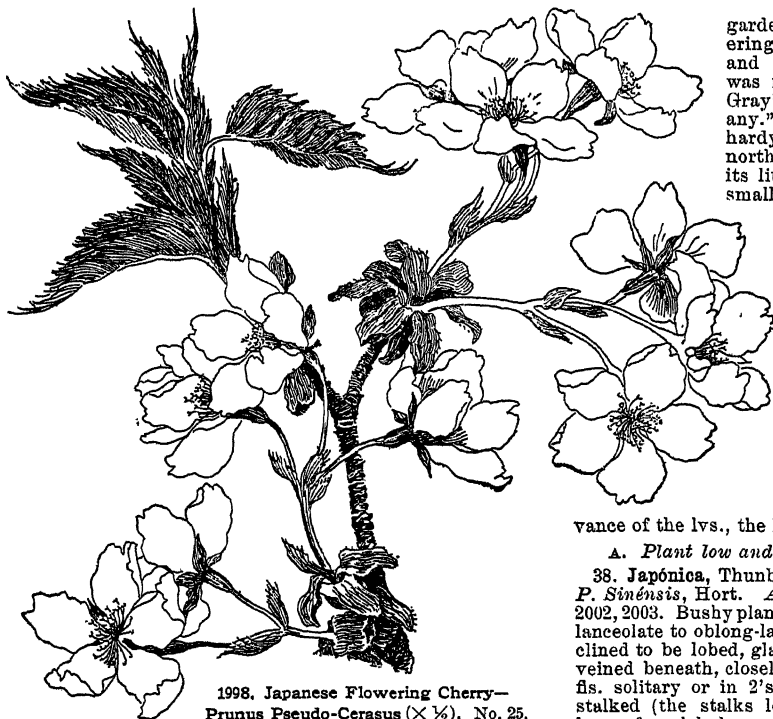 garde
ering
and
was
Gray
any."
hardy
north
its lit
small
vance of the lvs., the
A. Plant low and
38. Japónica, Thunb
P. Sinénsis, Hort.
2002, 2003. Bushy plan
lanceolate to oblong-la
clined to be lobed, gla
veined beneath, closel
fls. solitary or in 2's
stalked (the stalks l
1998. Japanese Flowering Cherry—
Prunus Pseudo-Cerasus (× ⅓). No. 25.